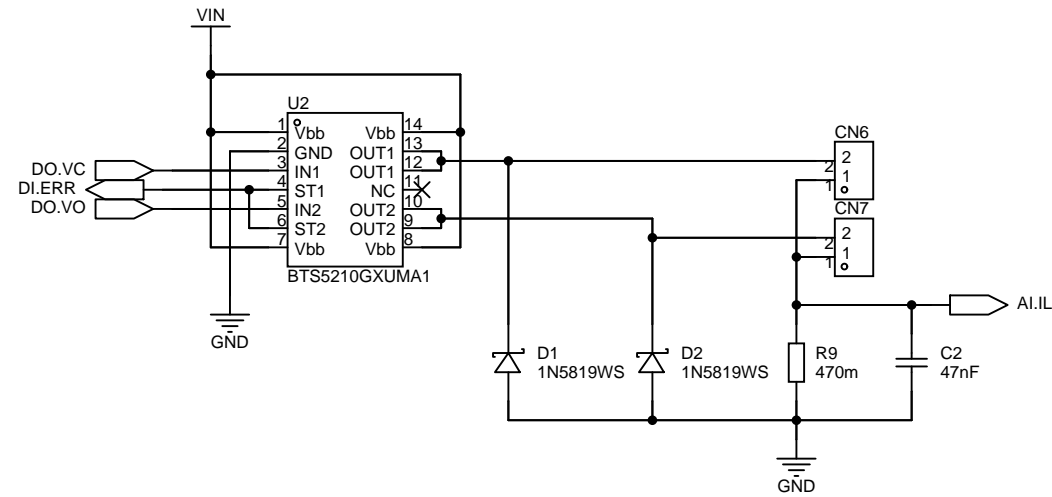 VIN
U2
1 Vbb Vbb 14
2 GND OUT1 13
3 IN1 OUT1 12
4 ST1 NC 11
5 IN2 OUT2 10
6 ST2 OUT2 9
7 Vbb Vbb 8
BTS5210GXUMA1
DO.VC
DI.ERR
DO.VO
GND
CN6
2 2
1 1
CN7
2 2
1 1
AI.IL
D1
1N5819WS
D2
1N5819WS
R9
470m
C2
47nF
GND